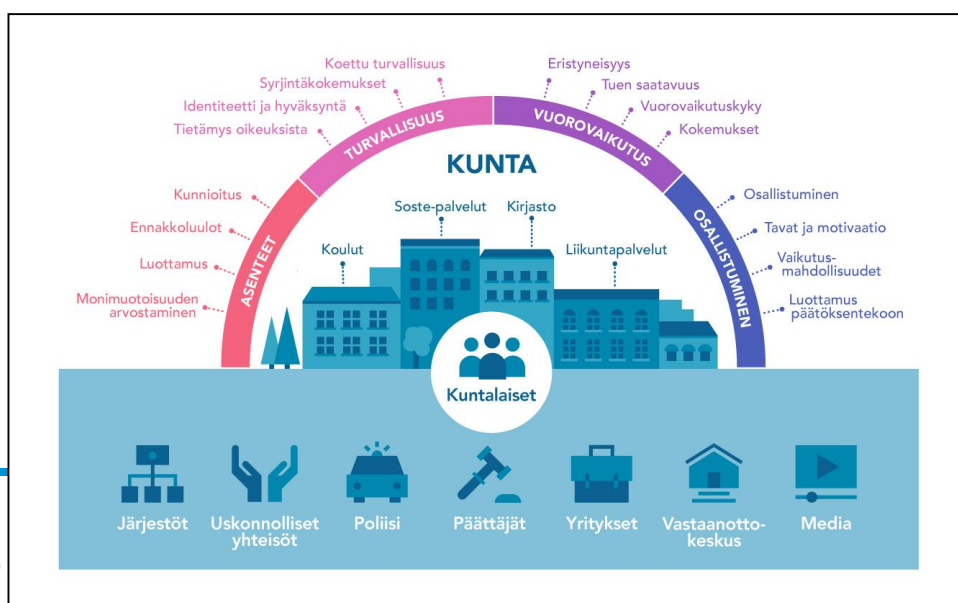 Koettu turvallisuus
Syrjintäkokemukset
Identiteetti ja hyväksyntä
Tietämys oikeuksista
Eristyneisyys
Tuen saatavuus
Vuorovaikutuskyky
Kokemukset
TURVALLISUUS
VUOROVAIKUTUS
KUNTA
Kunnioitus
Ennakkoluulot
Luottamus
Monimuotoisuuden
arvostaminen
ASENTEET
Koulut
Soste-palvelut
Kirjasto
Liikuntapalvelut
OSALLISTUMINEN
Osallistuminen
Tavat ja motivaatio
Vaikutus-
mahdollisuudet
Luottamus
päätöksentekoon
Kuntalaiset
Järjestöt
Uskonnolliset
yhteisöt
Poliisi
Päättäjät
Yritykset
Vastaanotto-
keskus
Media